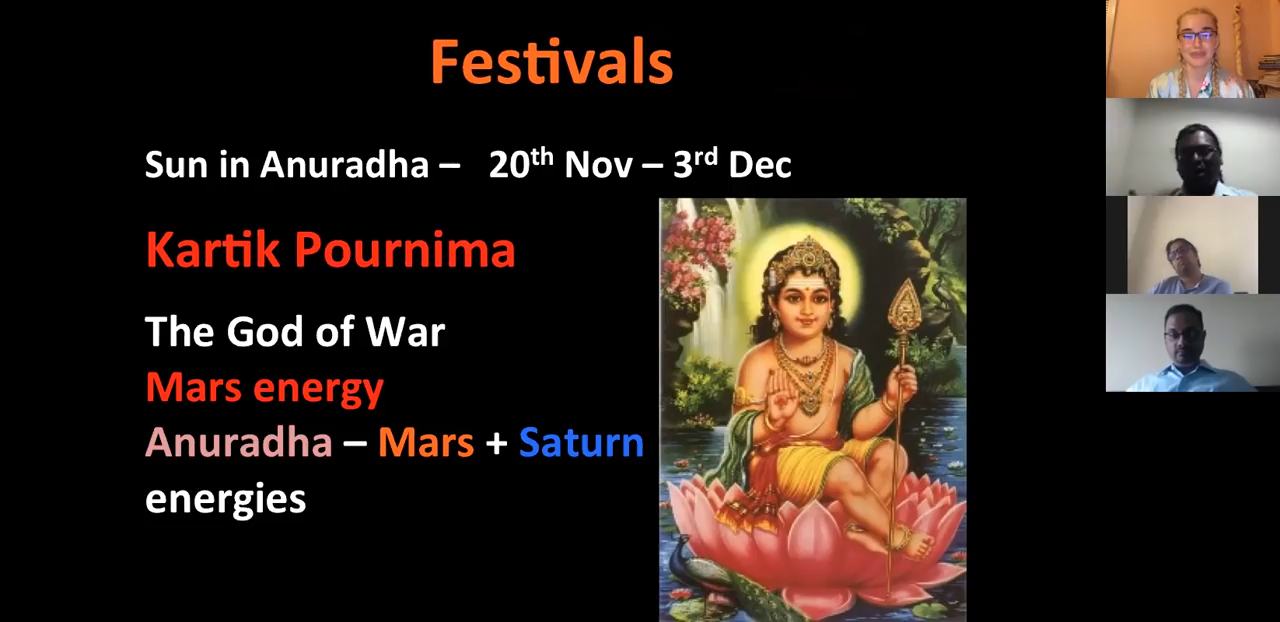 Festivals
Sun in Anuradha – 20th Nov – 3rd Dec
Kartik Pournima
The God of War
Mars energy
Anuradha – Mars + Saturn
energies